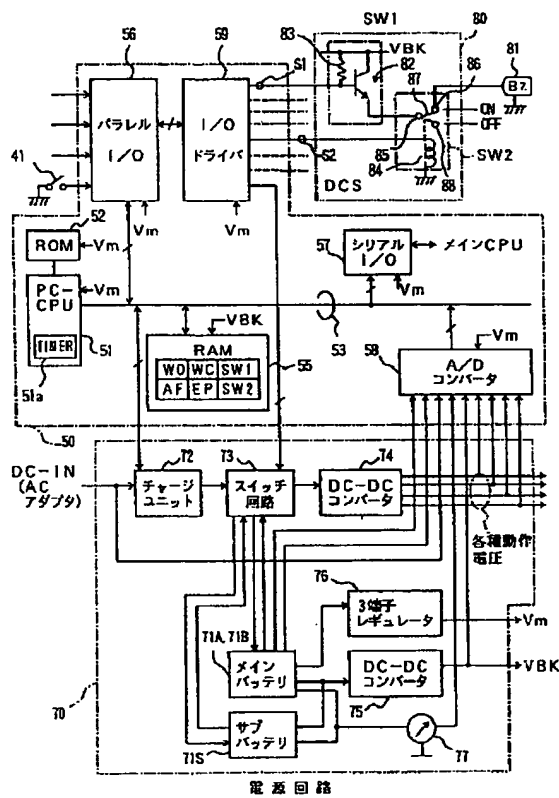 SW1
80
56
59
83
VBK
86
81
S1
82
87
Bz.
パラレル
I/O
I/O
ドライバ
ON
OFF
41
S2
85
84
88
SW2
DCS
52
Vm
Vm
ROM
Vm
57
シリアル
I/O
メインCPU
PC-
CPU
Vm
Vm
TIMER
51
VBK
53
58
Vm
51a
RAM
WO WC SW1
AF EP SW2
55
A/D
コンバータ
50
72
73
74
DC-IN
(AC
アダプタ)
チャージ
ユニット
スイッチ
回路
DC-DC
コンバータ
各種動作
電圧
76
3端子
レギュレータ
Vm
71A,71B
メイン
バッテリ
DC-DC
コンバータ
VBK
70
75
サブ
バッテリ
71S
77
電源回路